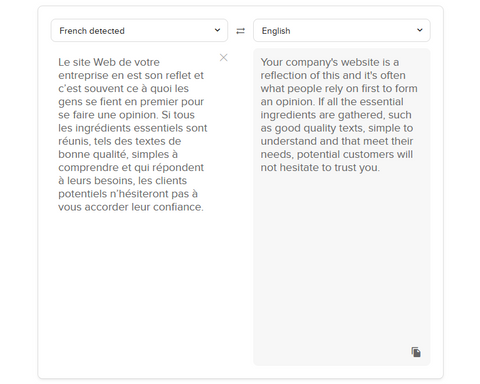 French detected
English
Le site Web de votre
entreprise en est son reflet et
c'est souvent ce à quoi les
gens se fient en premier pour
se faire une opinion. Si tous
les ingrédients essentiels sont
réunis, tels des textes de
bonne qualité, simples à
comprendre et qui répondent
à leurs besoins, les clients
potentiels n'hésiteront pas à
vous accorder leur confiance.
Your company's website is a
reflection of this and it's often
what people rely on first to form
an opinion. If all the essential
ingredients are gathered, such
as good quality texts, simple to
understand and that meet their
needs, potential customers will
not hesitate to trust you.